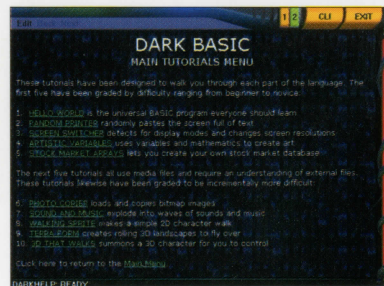 Edit
1 2 CLI EXIT
DARK BASIC
MAIN TUTORIALS MENU
These tutorials have been designed to walk you through each part of the language. The
first five have been graded by difficulty ranging from beginner to novice:
1. HELLO WORLD is the universal BASIC program everyone should learn
2. RANDOM PRINTER randomly pastes the screen full of text
3. SCREEN SWITCHER detects for display modes and changes screen resolutions
4. ARTISTIC VARIABLES uses variables and mathematics to create art
5. STOCK MARKET ARRAYS lets you create your own stock market database
The next five tutorials all use media files and require an understanding of external files.
These tutorials likewise have been graded to be incrementally more difficult:
6. PHOTO COPIER loads and copies bitmap images
7. SOUND AND MUSIC explode into waves of sounds and music
8. WALKING SPRITE makes a simple 2D character walk
9. TERRAFORM creates rolling 3D landscapes to fly over
10. 3D THAT WALKS summons a 3D character for you to control
Click here to return to the Main Menu
DARKHELP: READY